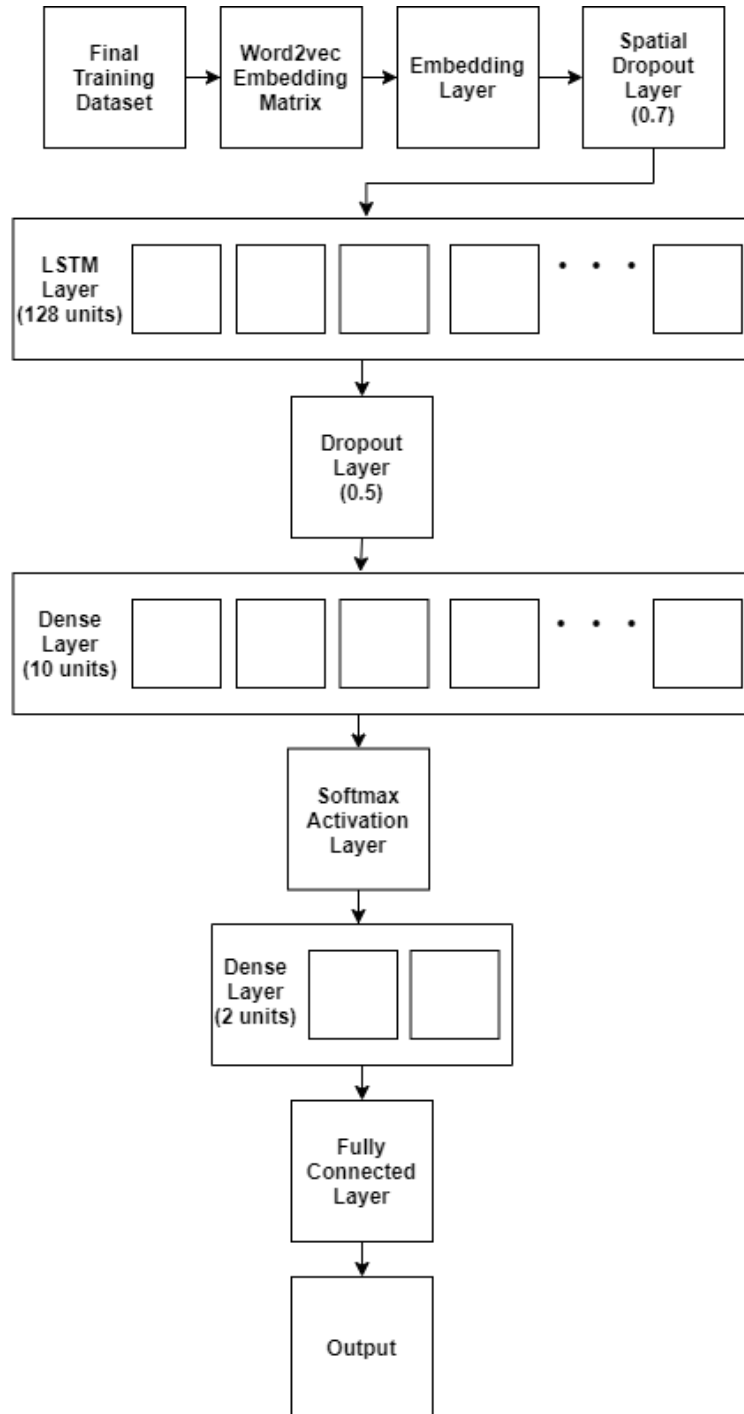 Final
Training
Dataset
Word2vec
Embedding
Matrix
Embedding
Layer
Spatial
Dropout
Layer
(0.7)
LSTM
Layer
(128 units)
Dropout
Layer
(0.5)
Dense
Layer
(10 units)
Softmax
Activation
Layer
Dense
Layer
(2 units)
Fully
Connected
Layer
Output